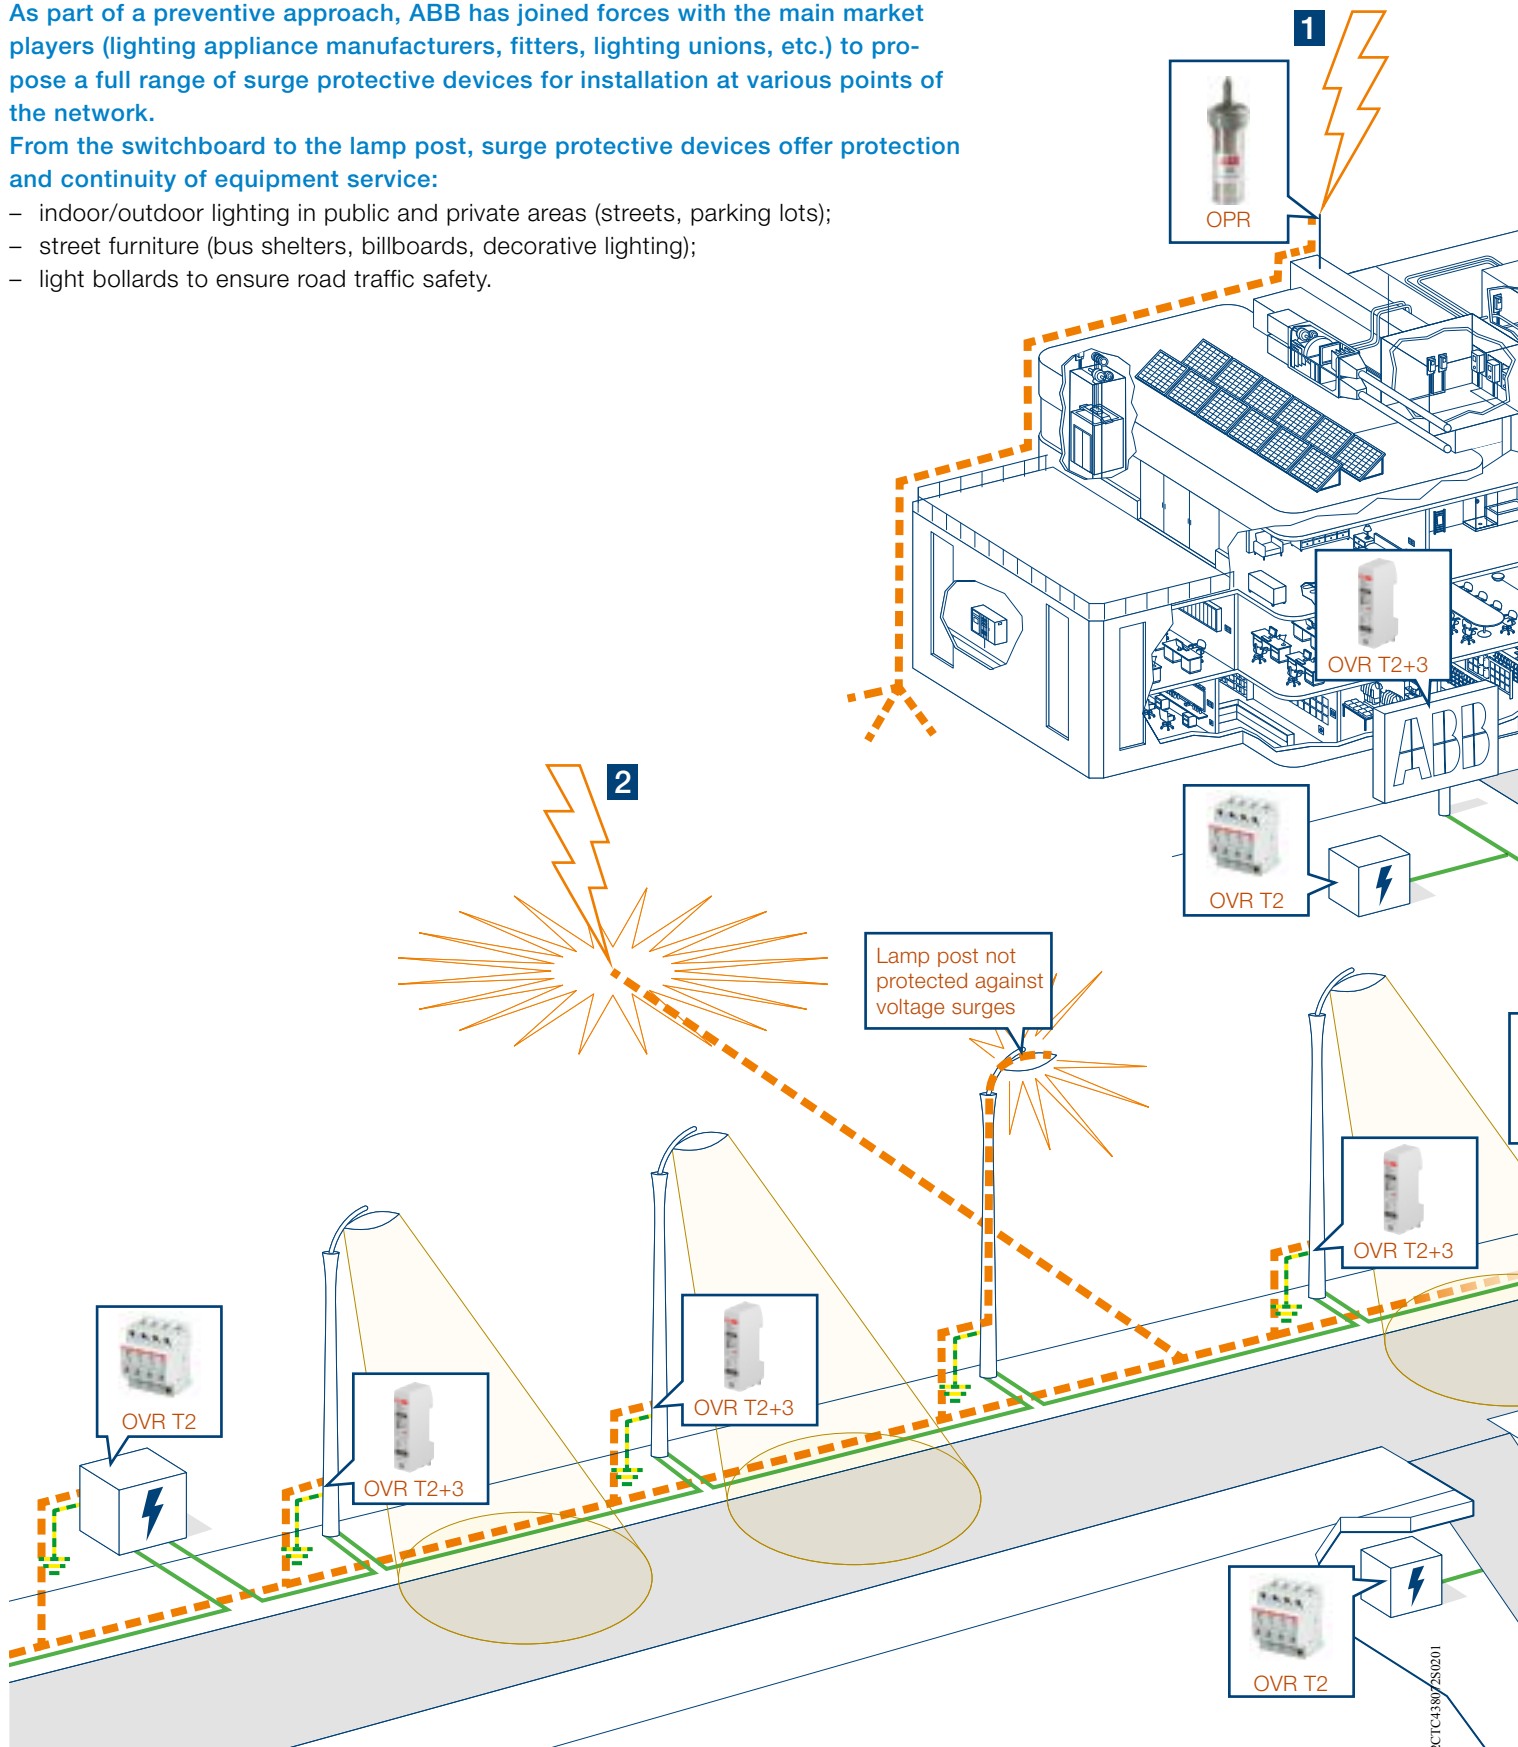 As part of a preventive approach, ABB has joined forces with the main market
players (lighting appliance manufacturers, fitters, lighting unions, etc.) to pro-
pose a full range of surge protective devices for installation at various points of
the network.
From the switchboard to the lamp post, surge protective devices offer protection
and continuity of equipment service:
– indoor/outdoor lighting in public and private areas (streets, parking lots);
– street furniture (bus shelters, billboards, decorative lighting);
– light bollards to ensure road traffic safety.
1
OPR
OVR T2+3
ABB
2
OVR T2
Lamp post not
protected against
voltage surges
OVR T2+3
OVR T2+3
OVR T2
OVR T2+3
OVR T2
2CTC438072S0201